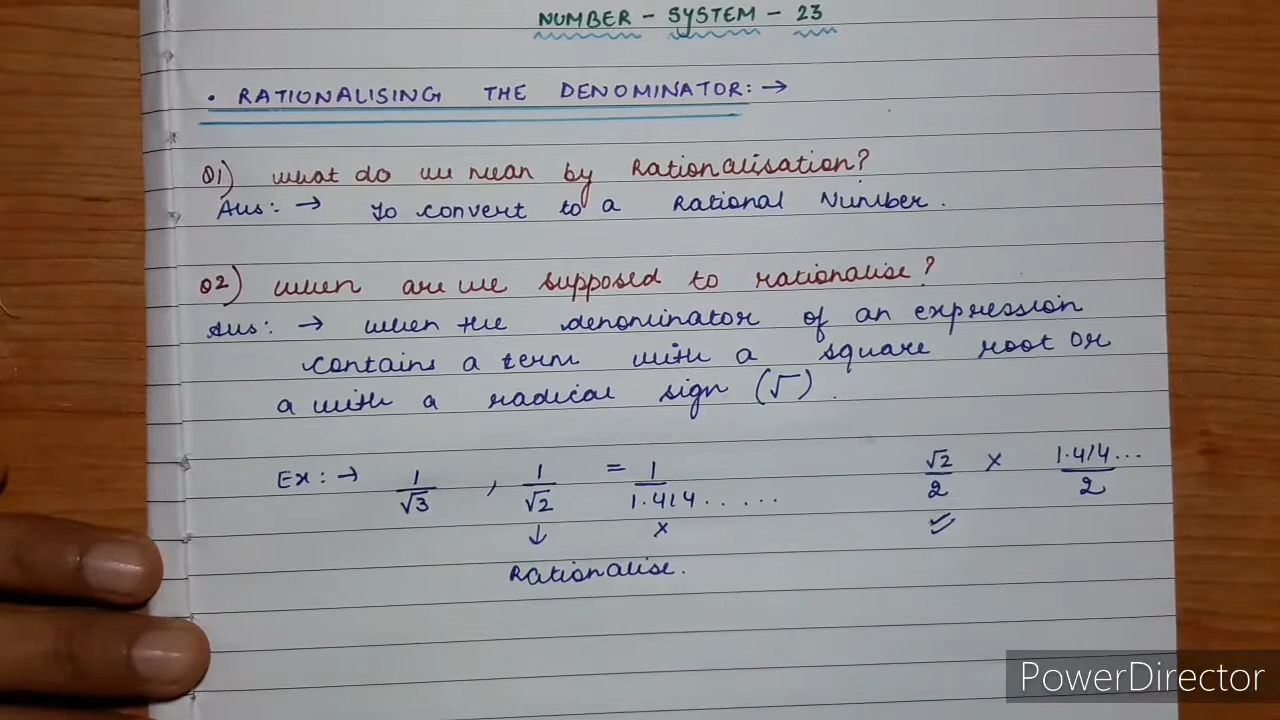 NUMBER - SYSTEM - 23
• RATIONALISING THE DENOMINATOR: →
Q1) What do we mean by Rationalisation?
Ans: → To convert to a Rational Number.
Q2) When are we supposed to rationalise?
Ans: → When the denominator of an expression
contains a term with a square root or
a with a radical sign (√).
Ex: → 1/√3 , 1/√2 = 1/1.414...... √2/2 × 1.414.../2
↓ × ✓
Rationalise.
PowerDirector